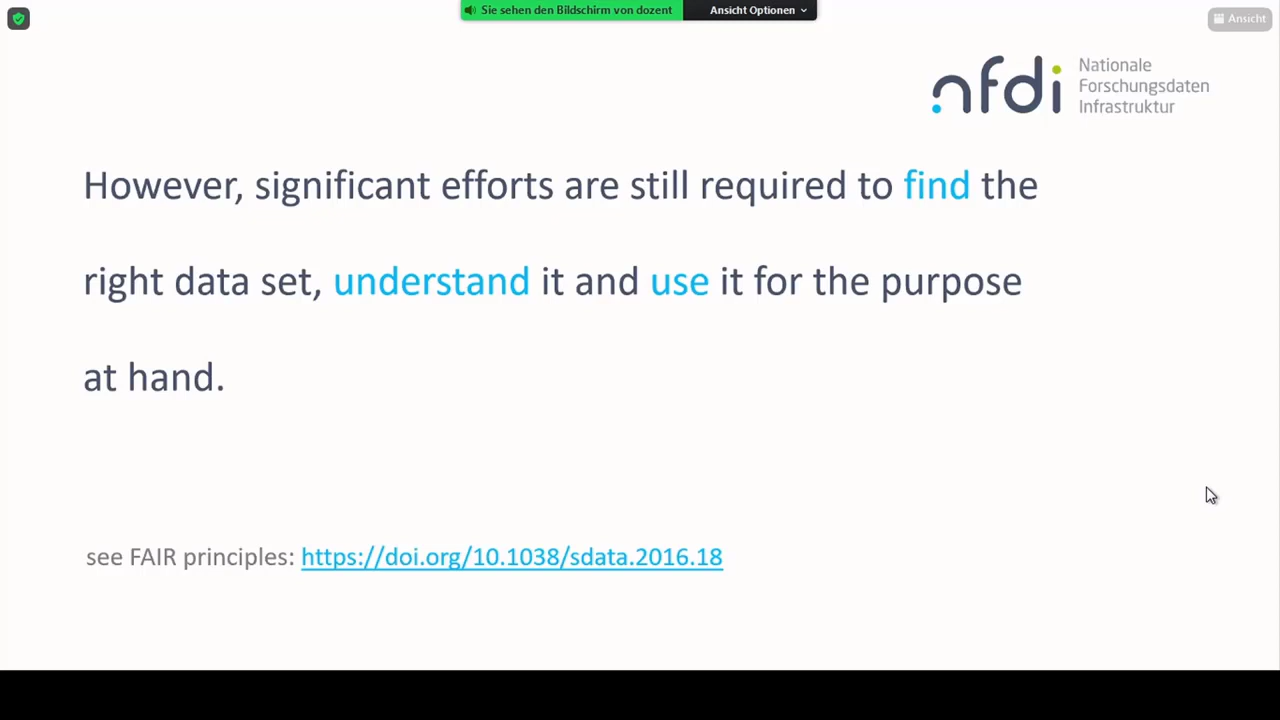 Sie sehen den Bildschirm von dozent
Ansicht Optionen
Ansicht
nfdi
Nationale
Forschungsdaten
Infrastruktur
However, significant efforts are still required to find the
right data set, understand it and use it for the purpose
at hand.
see FAIR principles: https://doi.org/10.1038/sdata.2016.18